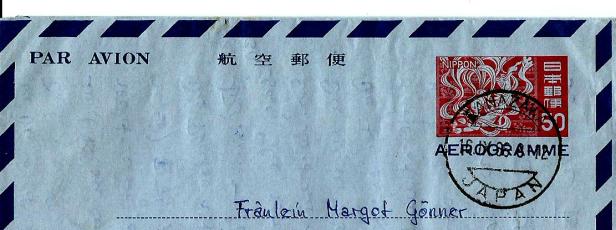 PAR AVION 航空郵便
NIPPON
日本郵便
50
AEROGRAMME
JAPAN
Fräulein Margot Gönner